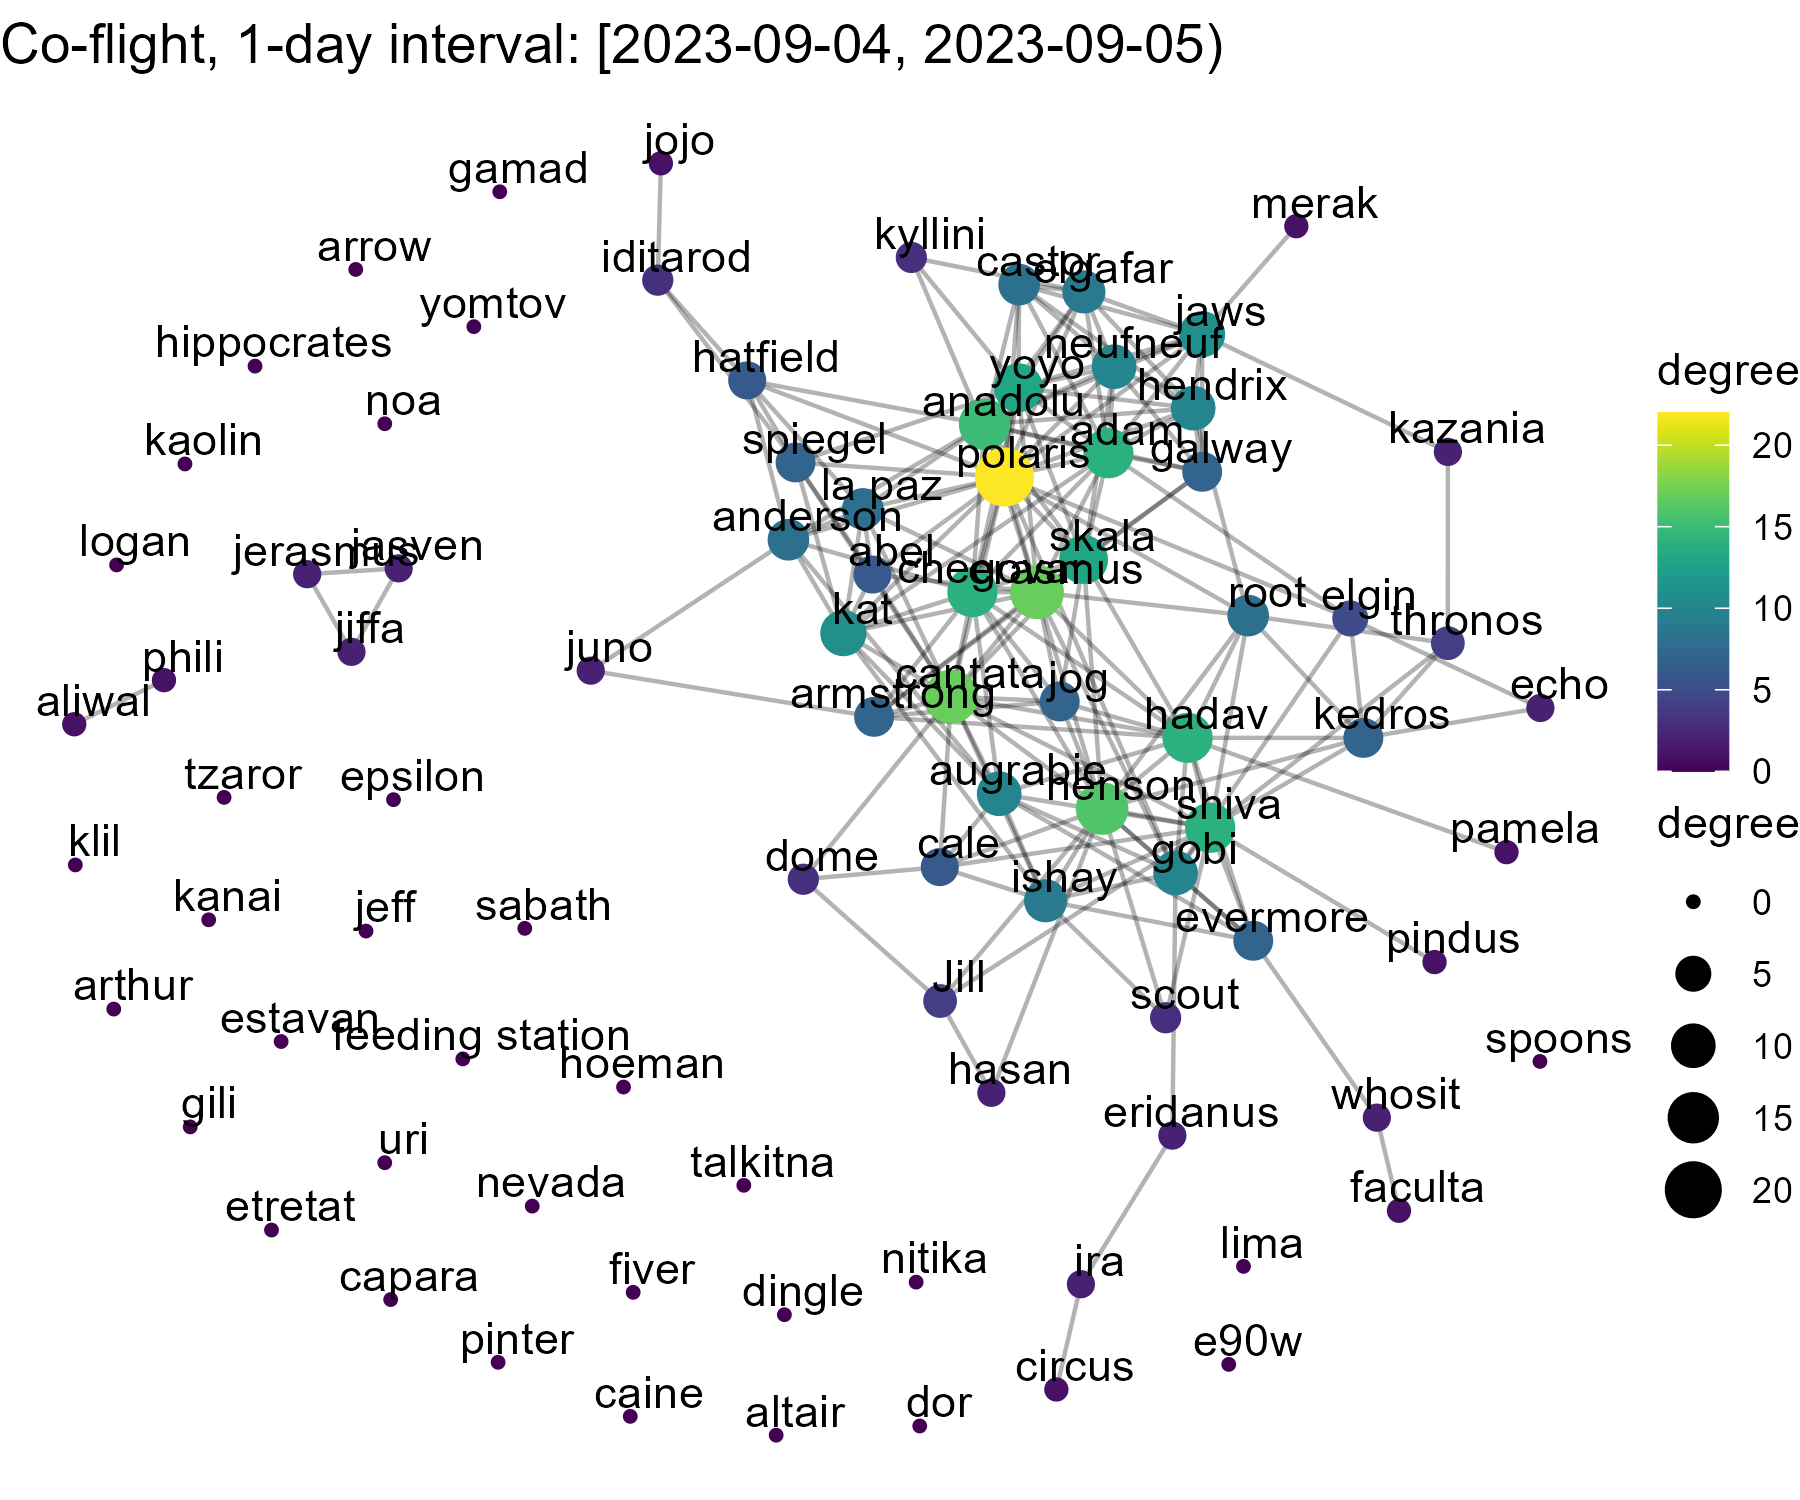 Co-flight, 1-day interval: [2023-09-04, 2023-09-05)
jojo
gamad
merak
arrow
kyllini
iditarod
castor
elgafar
yomtov
jaws
hippocrates
neufneuf
hatfield
yoyo
hendrix
noa
anadolu
kazania
adam
kaolin
spiegel
galway
polaris
la paz
anderson
skala
logan
jerasmus
jasven
abel
chegovar
erasmus
root
elgin
kat
thronos
jiffa
juno
phili
cantata
jog
echo
aliwal
armstrong
hadav
kedros
tzaror
epsilon
augrabie
henson
shiva
pamela
klil
dome
cale
gobi
ishay
kanai
jeff
sabath
evermore
pindus
Jill
scout
arthur
estavan
feeding station
spoons
hoeman
hasan
whosit
gili
eridanus
uri
talkitna
nevada
faculta
etretat
lima
nitika
ira
capara
fiver
dingle
pinter
e90w
circus
caine
altair
dor
degree
20
15
10
5
0
degree
0
5
10
15
20